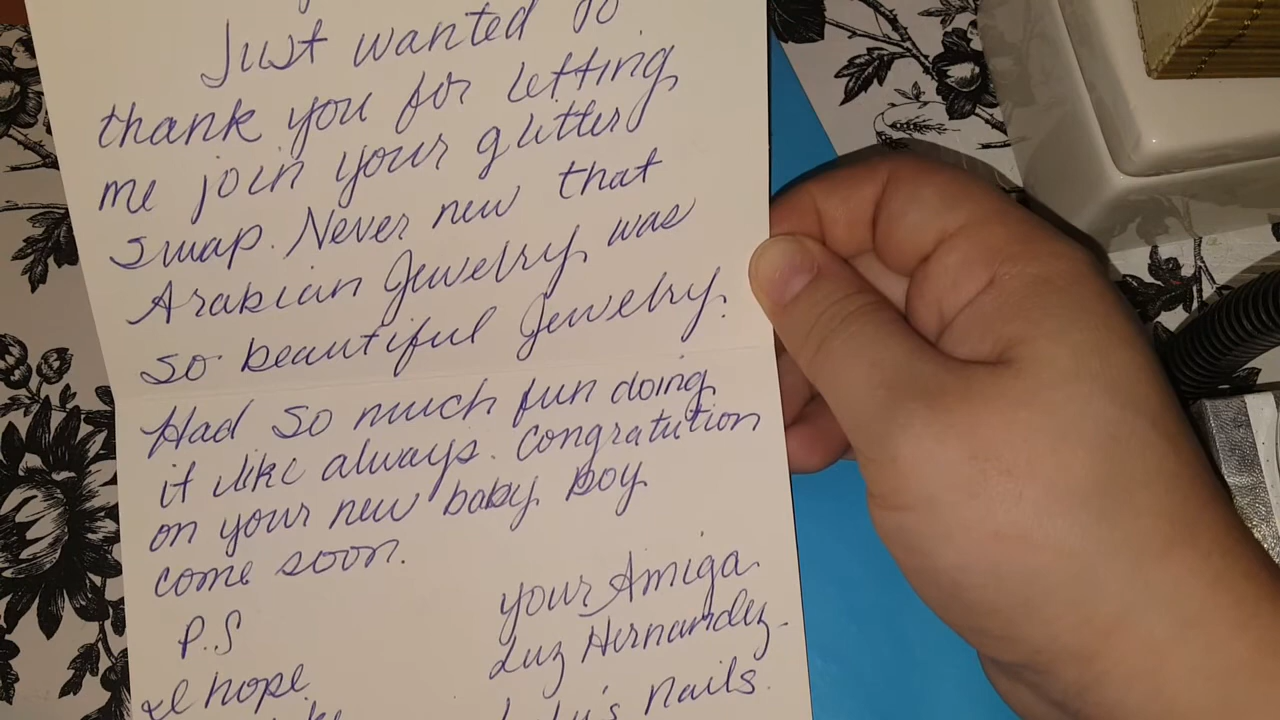 Just wanted to
thank you for letting
me join your glitter
swap. Never new that
Arabian Jewelry was
so beautiful Jewelry.
Had so much fun doing
it like always. Congratution
on your new baby boy
come soon.
your Amiga
Luz Hernandez.
nails.
P.S
I hope